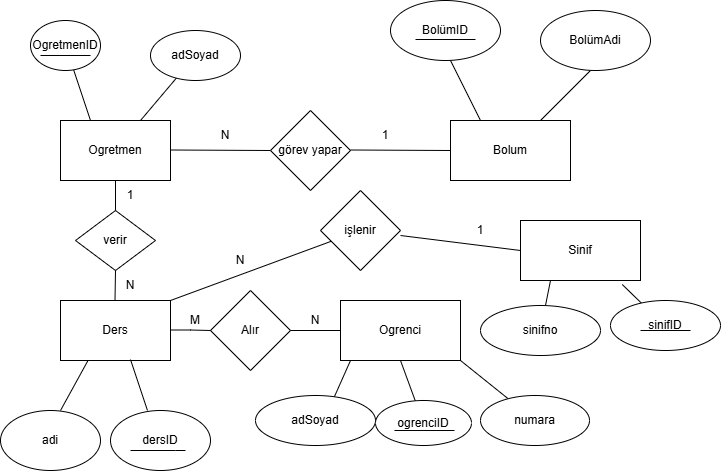 BolümID
BolümAdi
OgretmenID
adSoyad
Ogretmen
N
görev yapar
1
Bolum
1
verir
işlenir
1
Sinif
N
N
Ders
M
Alır
N
Ogrenci
sinifno
sinifID
adi
dersID
adSoyad
ogrenciID
numara